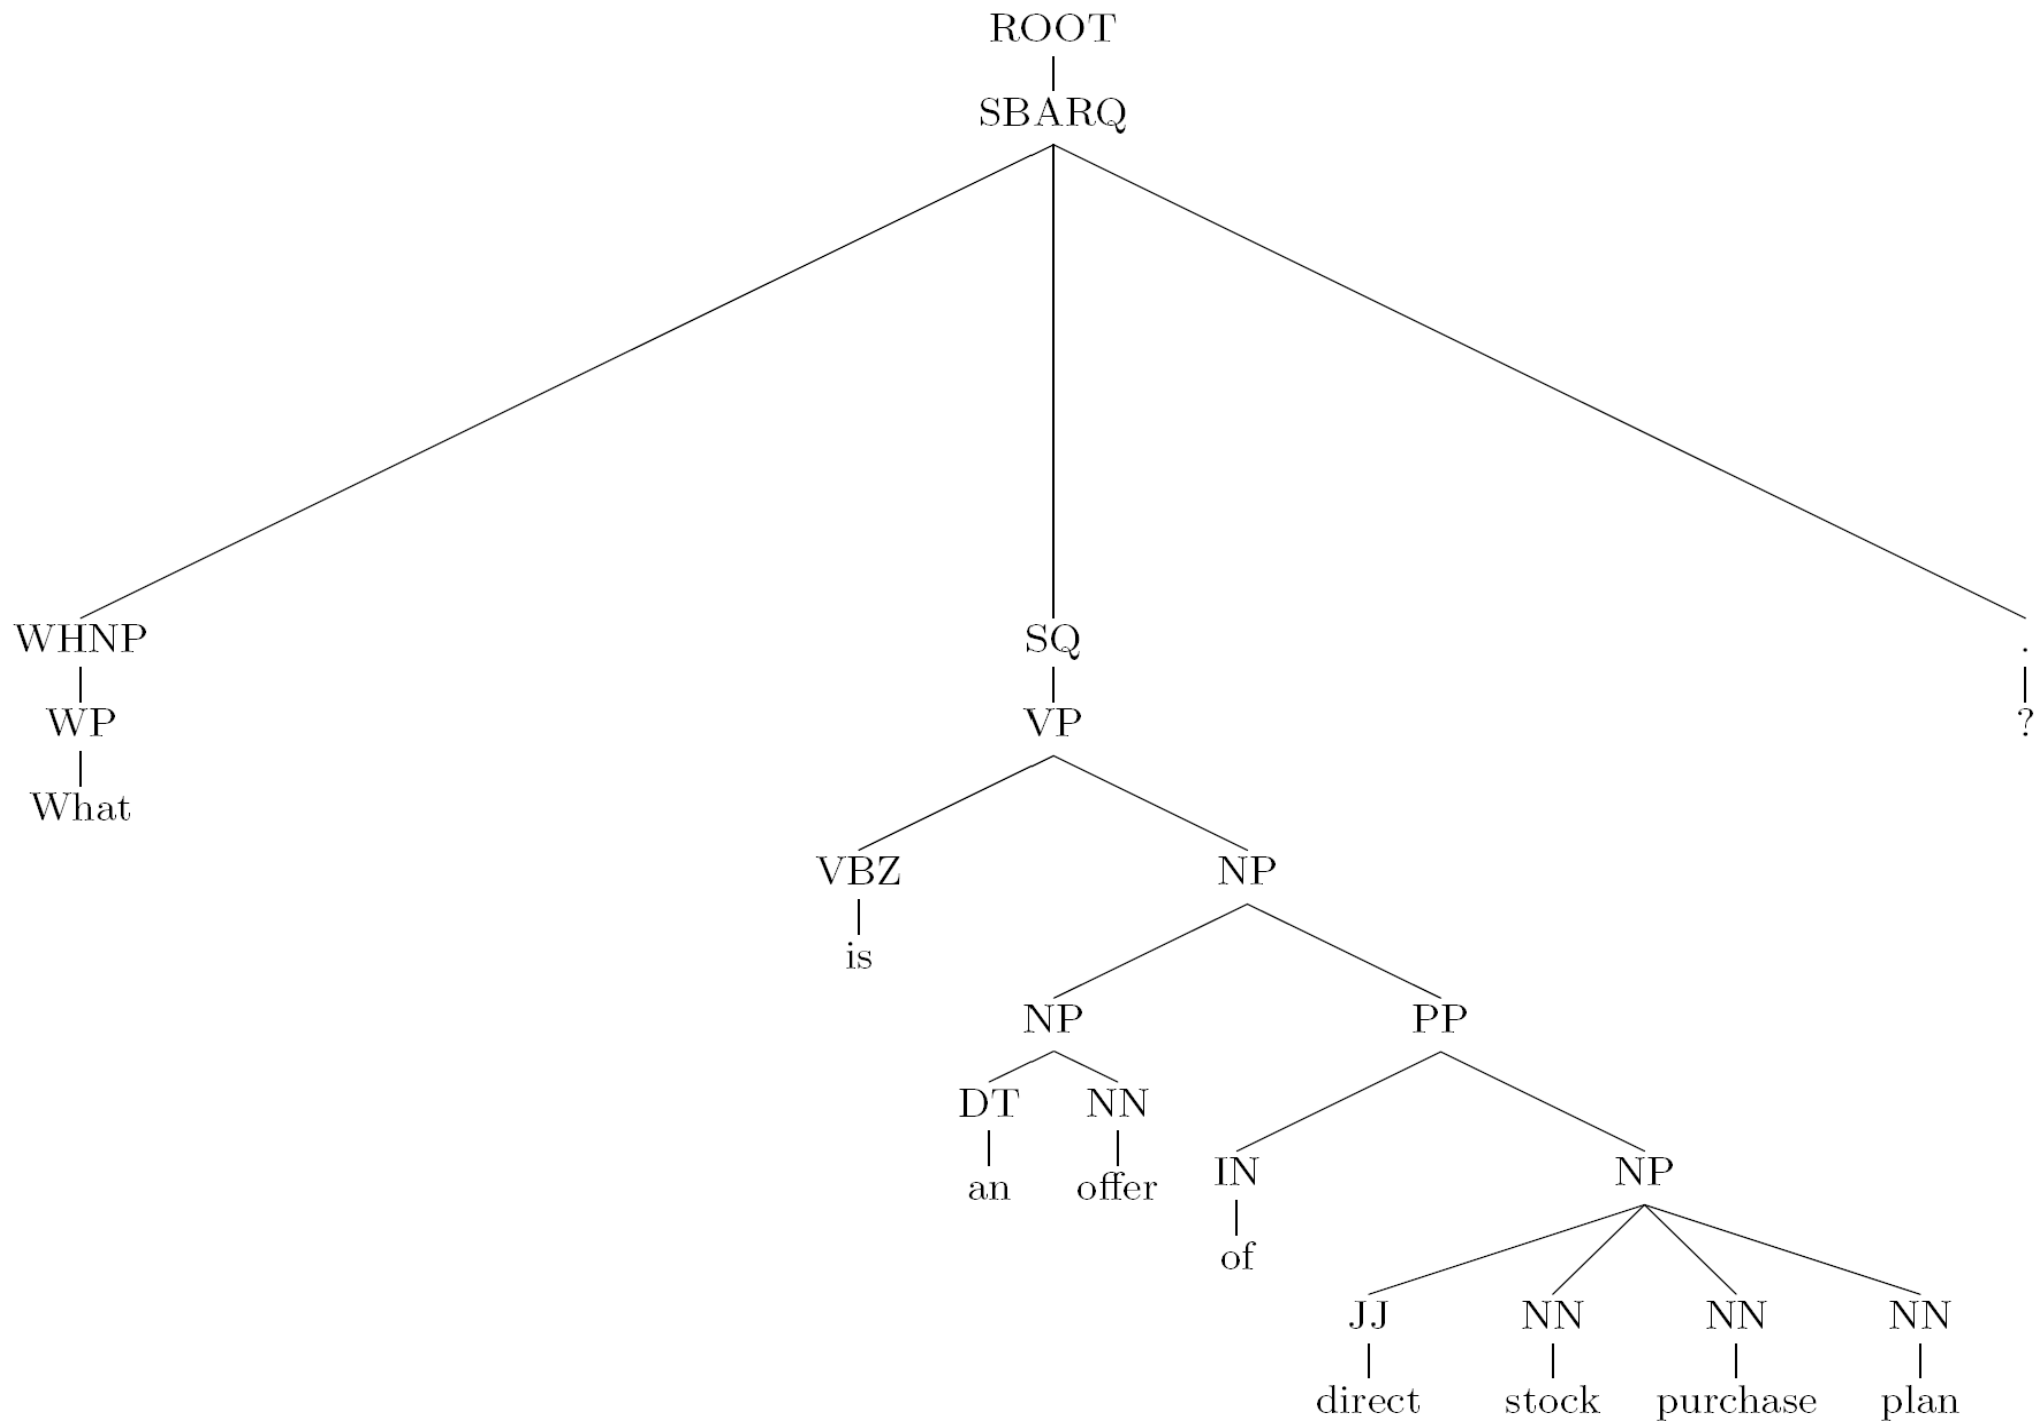 ROOT
SBARQ
WHNP SQ .
WP VP ?
What
VBZ NP
is
NP PP
DT NN
an offer
IN NP
of
JJ NN NN NN
direct stock purchase plan